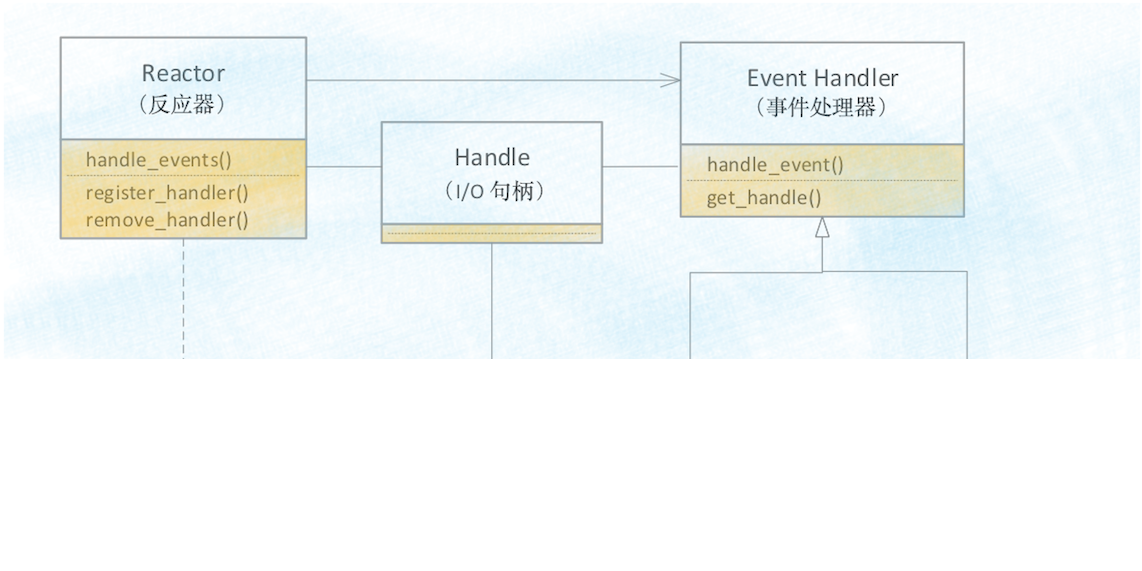 Reactor
（反应器）
handle_events()
register_handler()
remove_handler()
Handle
（I/O 句柄）
Event Handler
（事件处理器）
handle_event()
get_handle()